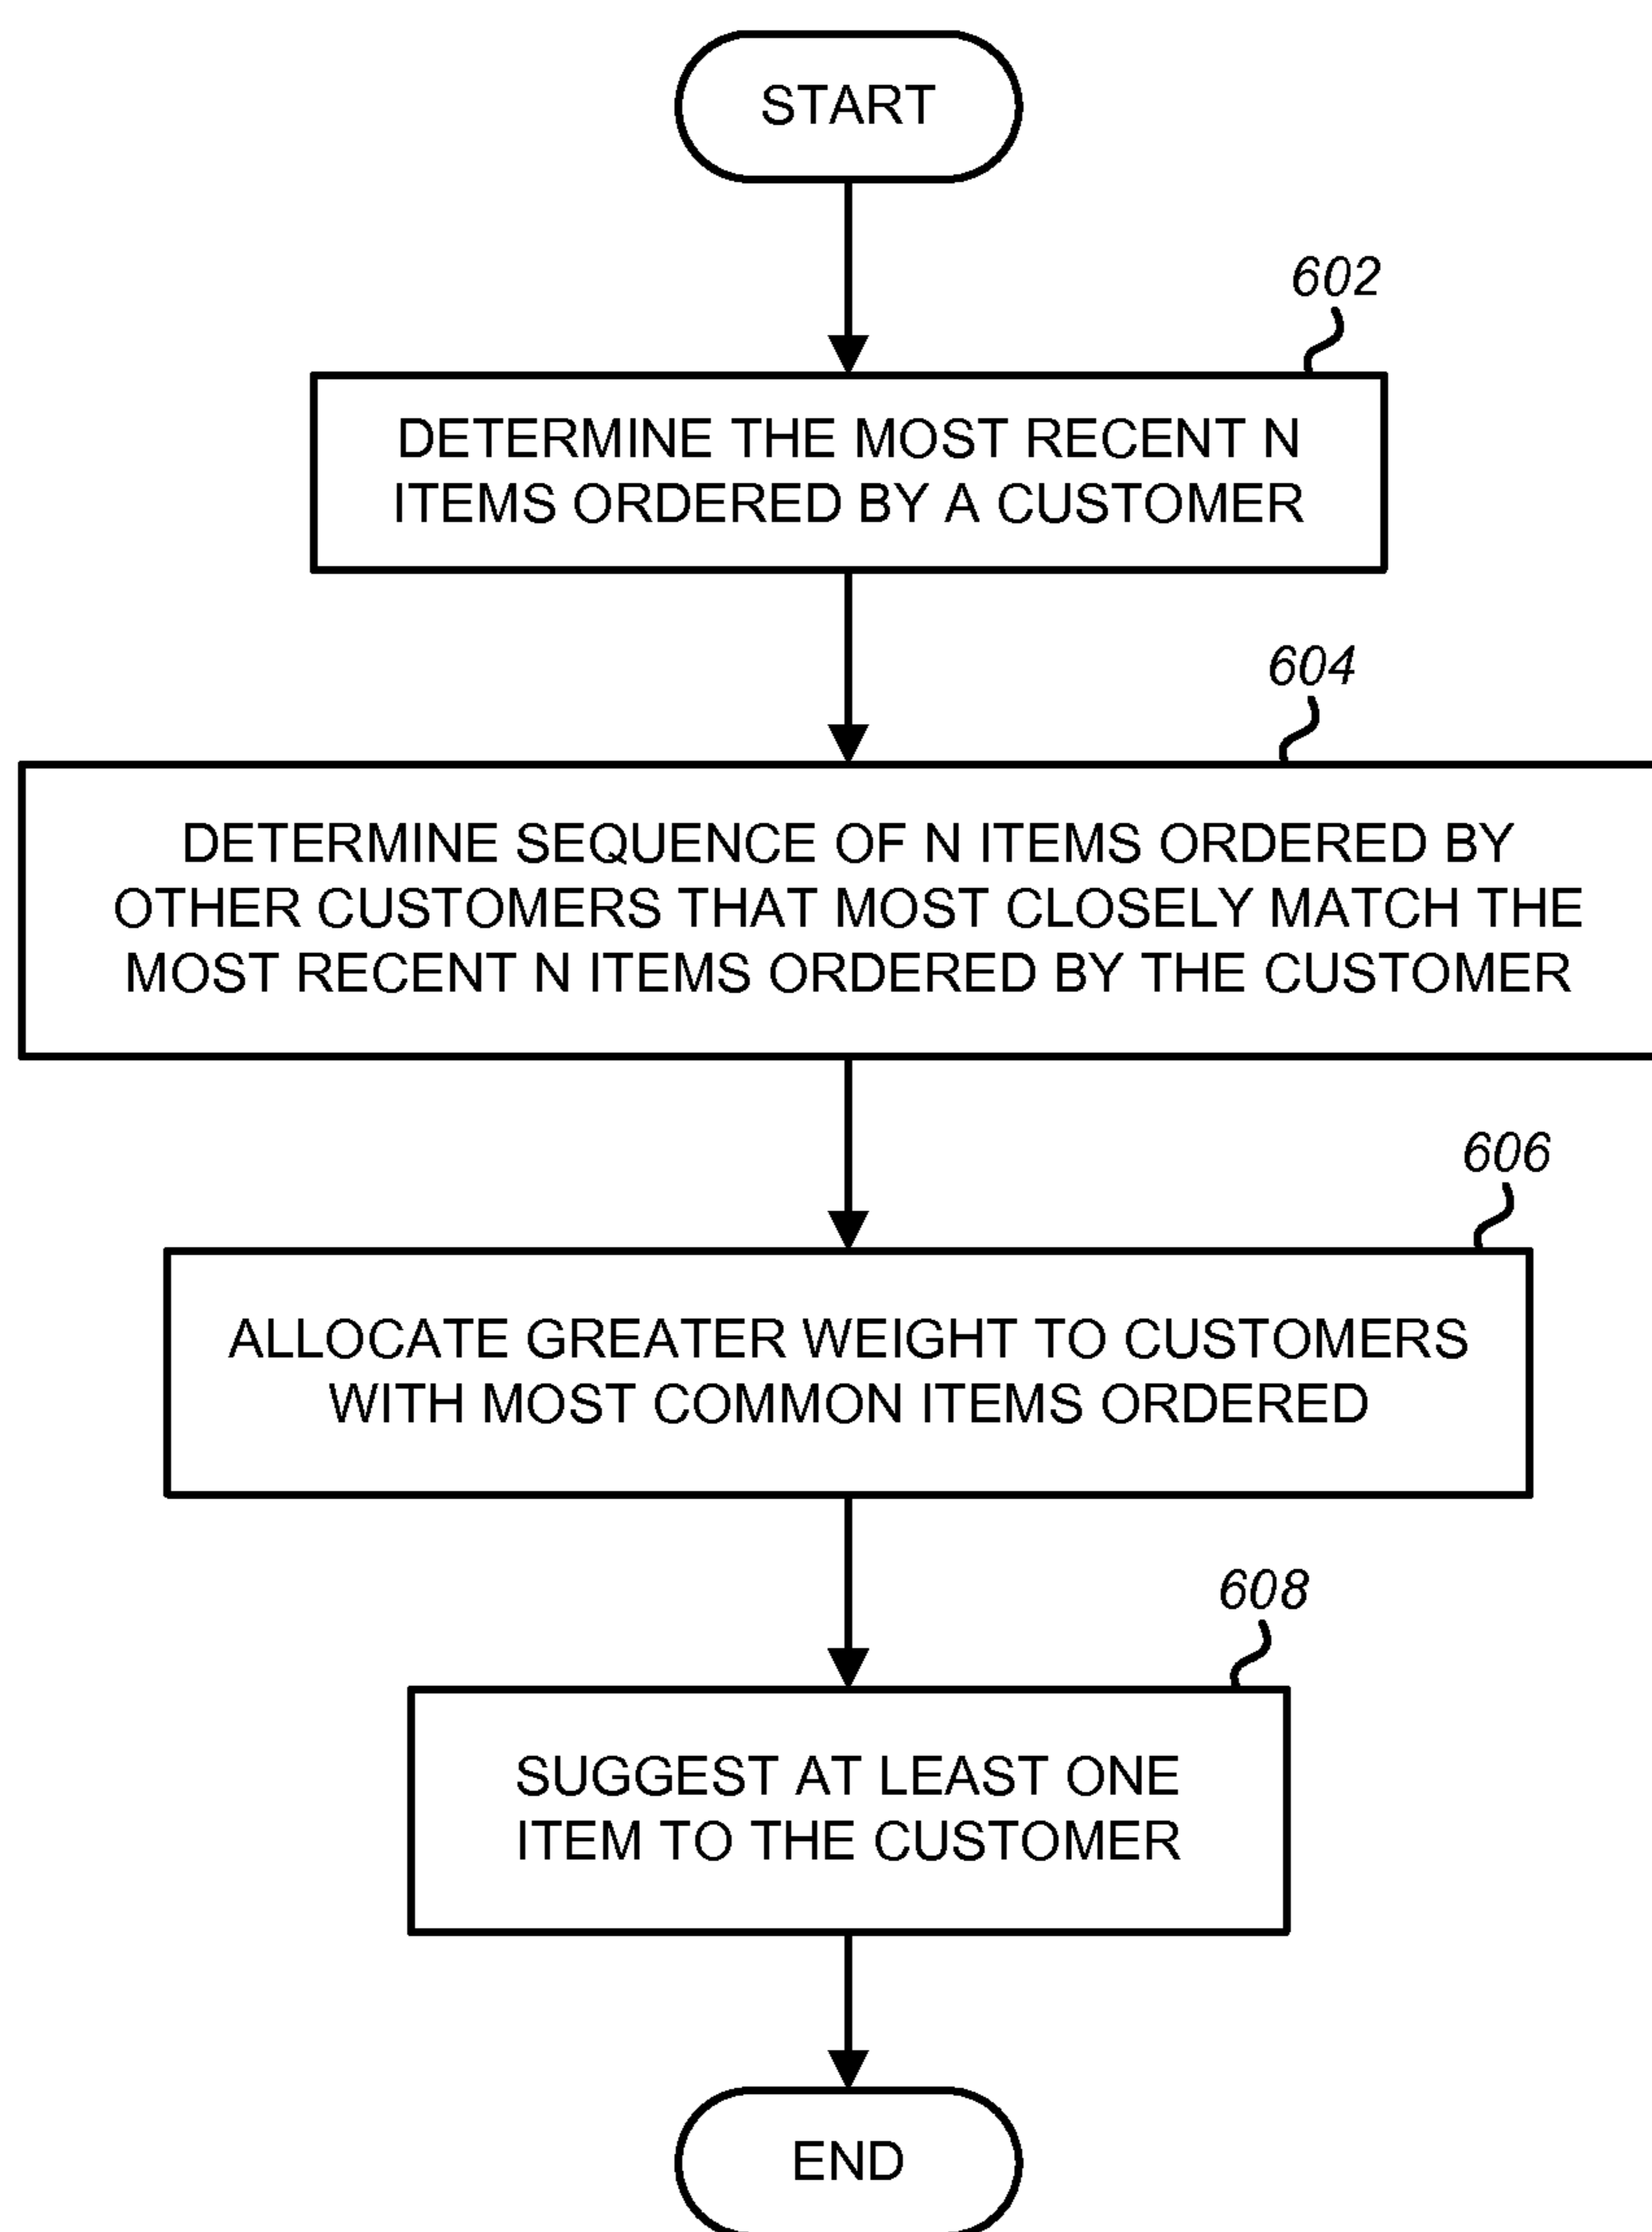 START
602
DETERMINE THE MOST RECENT N
ITEMS ORDERED BY A CUSTOMER
604
DETERMINE SEQUENCE OF N ITEMS ORDERED BY
OTHER CUSTOMERS THAT MOST CLOSELY MATCH THE
MOST RECENT N ITEMS ORDERED BY THE CUSTOMER
606
ALLOCATE GREATER WEIGHT TO CUSTOMERS
WITH MOST COMMON ITEMS ORDERED
608
SUGGEST AT LEAST ONE
ITEM TO THE CUSTOMER
END